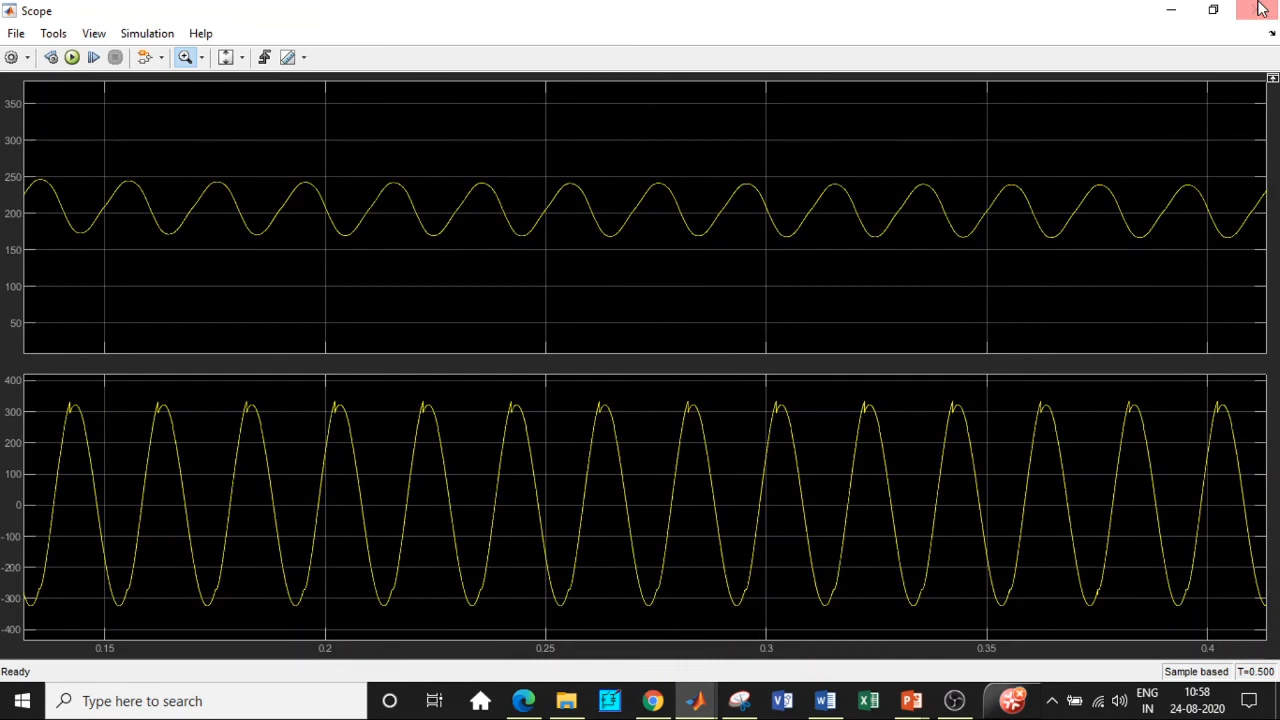 Scope
File Tools View Simulation Help
350
300
250
200
150
100
50
400
300
200
100
0
-100
-200
-300
-400
0.15 0.2 0.25 0.3 0.35 0.4
Ready Sample based T=0.500
Type here to search
ENG 10:58
IN 24-08-2020